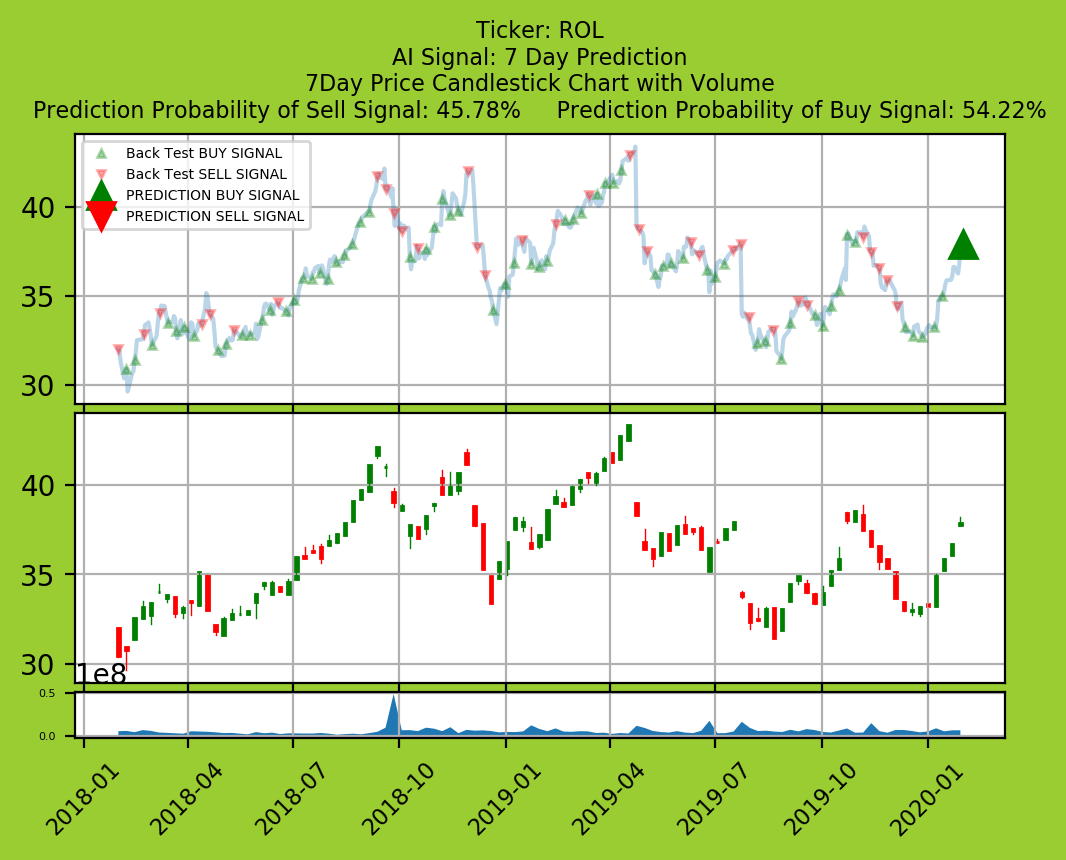 Ticker: ROL
AI Signal: 7 Day Prediction
7Day Price Candlestick Chart with Volume
Prediction Probability of Sell Signal: 45.78%     Prediction Probability of Buy Signal: 54.22%
Back Test BUY SIGNAL
Back Test SELL SIGNAL
PREDICTION BUY SIGNAL
PREDICTION SELL SIGNAL
40
35
30
40
35
30
1e8
0.5
0.0
2018-01
2018-04
2018-07
2018-10
2019-01
2019-04
2019-07
2019-10
2020-01